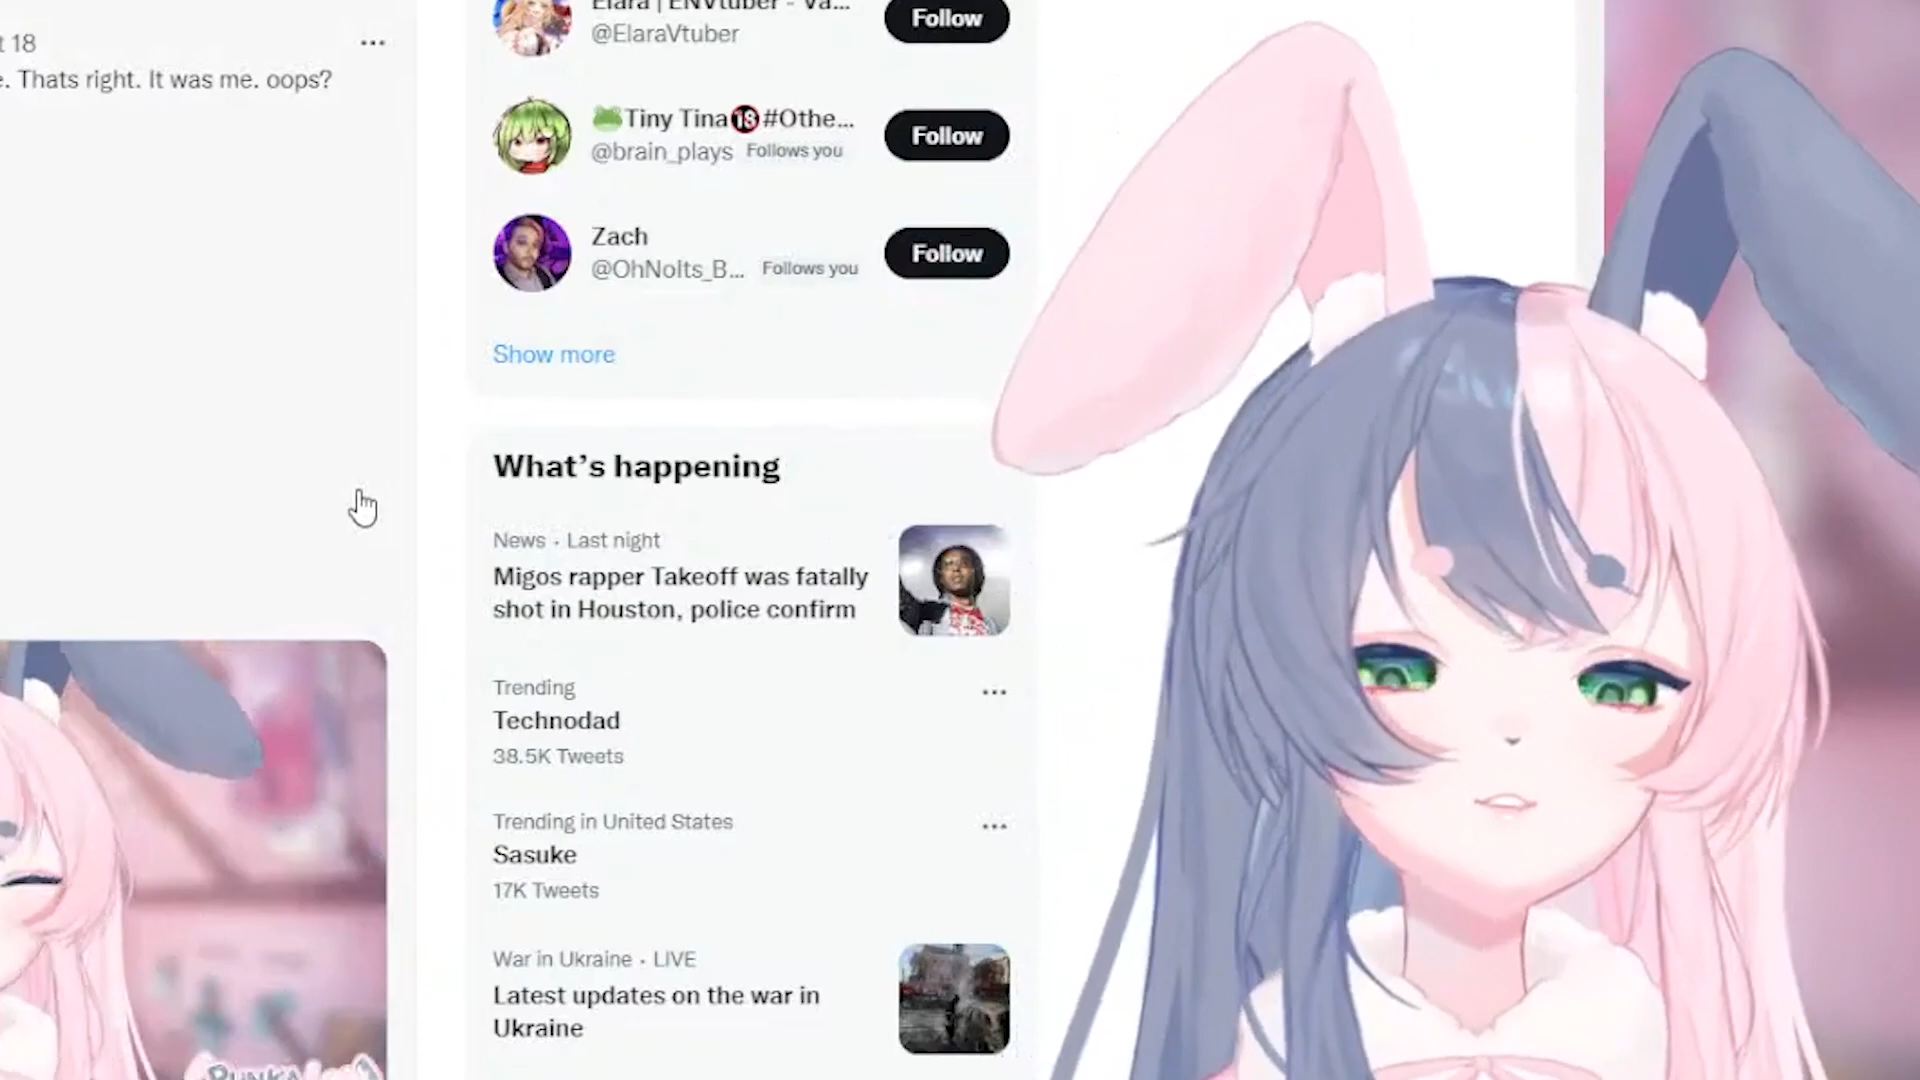 t 18
e. Thats right. It was me. oops?
Elara | ENVtuber - Va...
@ElaraVtuber
Follow
🐸Tiny Tina🔞#Othe...
@brain_plays Follows you
Follow
Zach
@OhNoIts_B... Follows you
Follow
Show more
What’s happening
News · Last night
Migos rapper Takeoff was fatally
shot in Houston, police confirm
Trending
Technodad
38.5K Tweets
Trending in United States
Sasuke
17K Tweets
War in Ukraine · LIVE
Latest updates on the war in
Ukraine